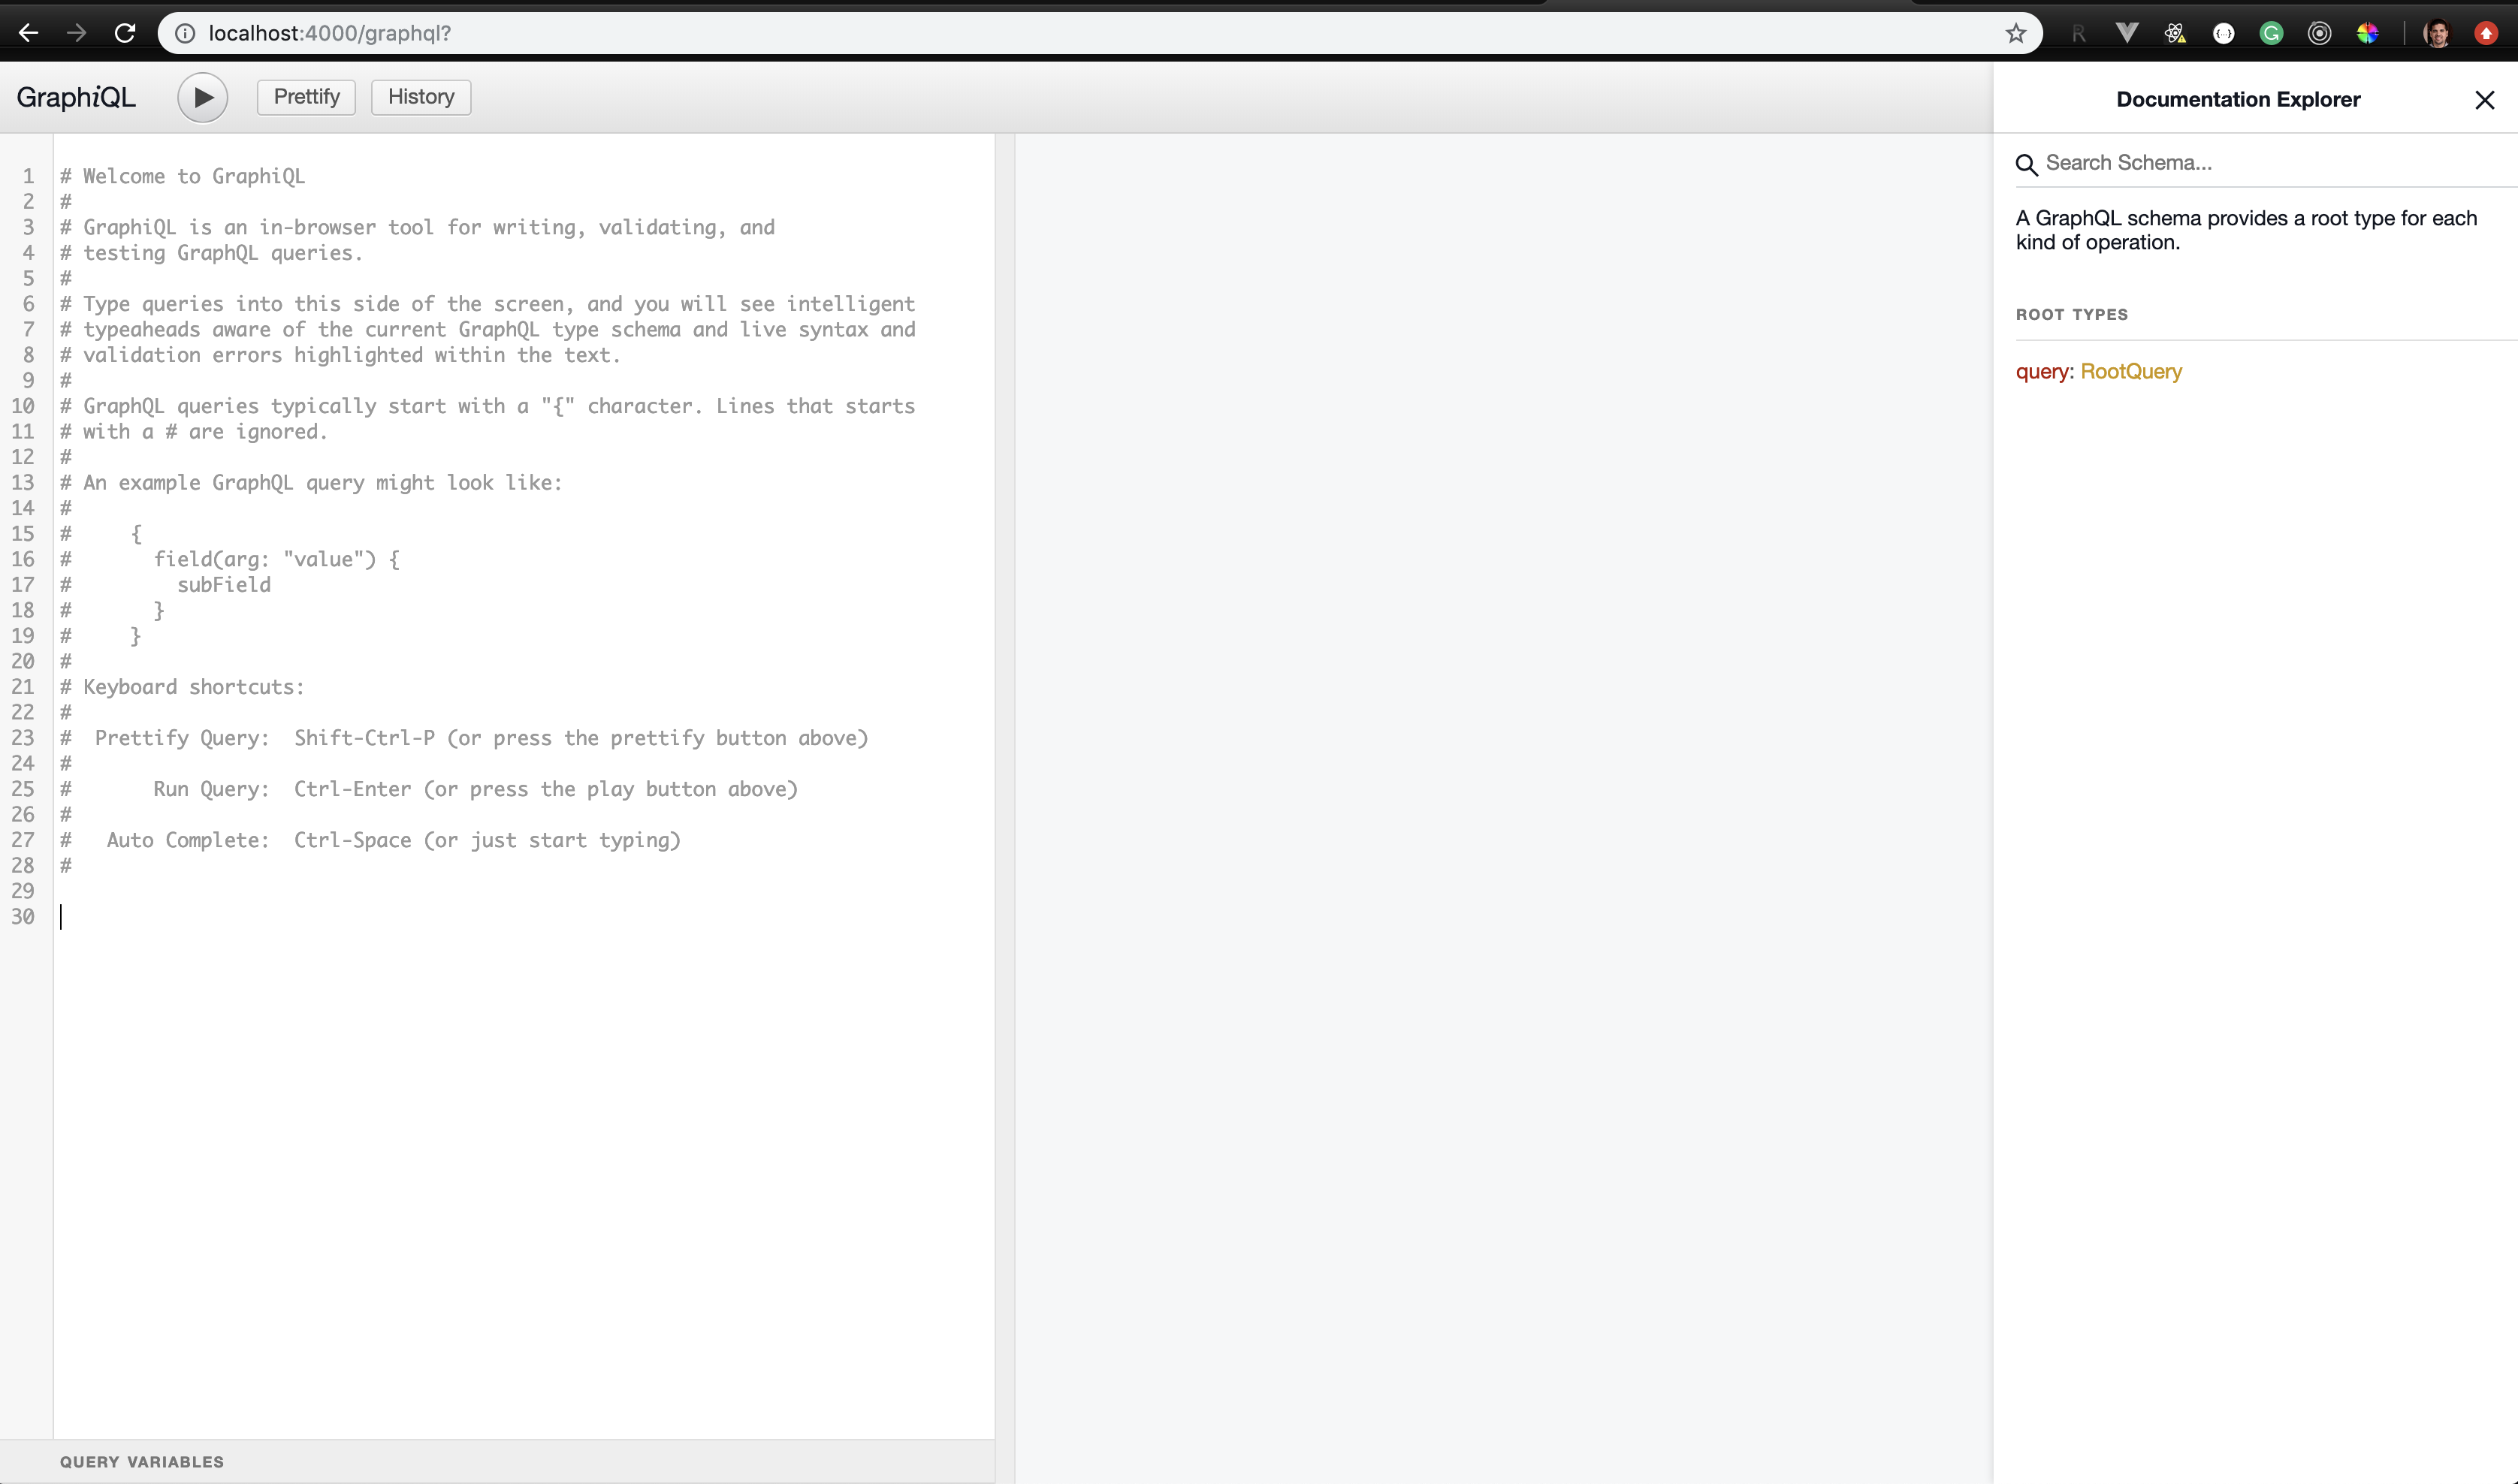 localhost:4000/graphql?
GraphiQL
Prettify
History
Documentation Explorer
Search Schema...
A GraphQL schema provides a root type for each
kind of operation.
ROOT TYPES
query: RootQuery
1 # Welcome to GraphiQL
2 #
3 # GraphiQL is an in-browser tool for writing, validating, and
4 # testing GraphQL queries.
5 #
6 # Type queries into this side of the screen, and you will see intelligent
7 # typeaheads aware of the current GraphQL type schema and live syntax and
8 # validation errors highlighted within the text.
9 #
10 # GraphQL queries typically start with a "{" character. Lines that starts
11 # with a # are ignored.
12 #
13 # An example GraphQL query might look like:
14 #
15 #     {
16 #       field(arg: "value") {
17 #         subField
18 #       }
19 #     }
20 #
21 # Keyboard shortcuts:
22 #
23 #  Prettify Query:  Shift-Ctrl-P (or press the prettify button above)
24 #
25 #       Run Query:  Ctrl-Enter (or press the play button above)
26 #
27 #   Auto Complete:  Ctrl-Space (or just start typing)
28 #
29
30
QUERY VARIABLES